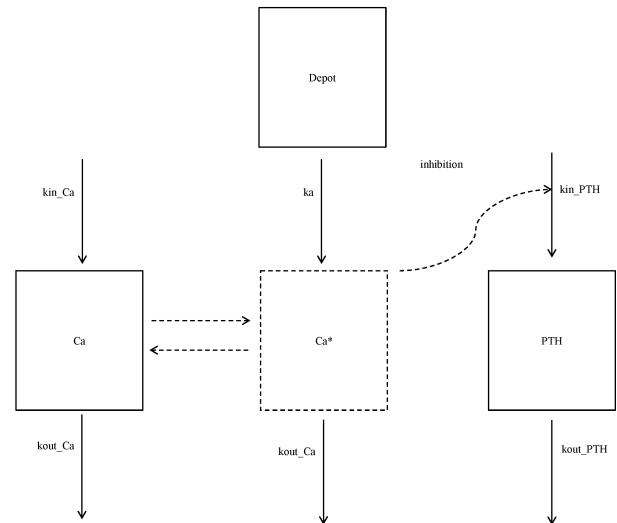 Depot
inhibition
kin_Ca
ka
kin_PTH
Ca
Ca*
PTH
kout_Ca
kout_Ca
kout_PTH